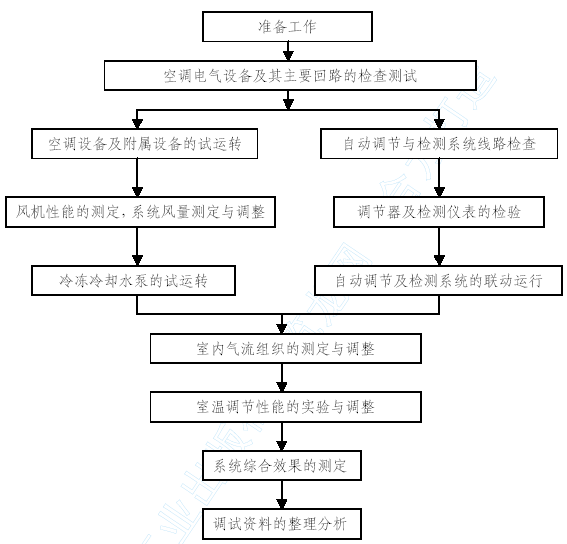 准备工作
空调电气设备及其主要回路的检查测试
空调设备及附属设备的试运转
自动调节与检测系统线路检查
风机性能的测定，系统风量测定与调整
调节器及检测仪表的检验
冷冻冷却水泵的试运转
自动调节及检测系统的联动运行
室内气流组织的测定与调整
室温调节性能的实验与调整
系统综合效果的测定
调试资料的整理分析